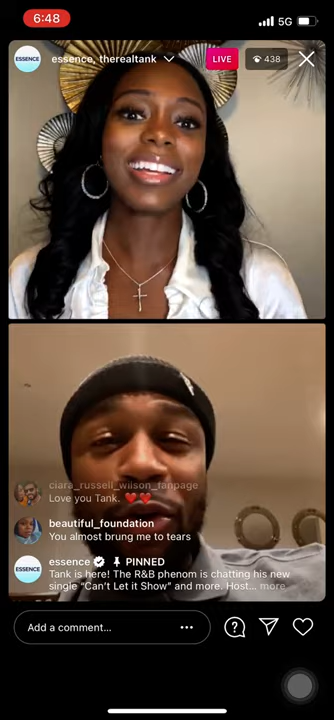 6:48
5G
ESSENCE
essence, therealtank
LIVE
438
ciara_russell_wilson_fanpage
Love you Tank. ❤️❤️
beautiful_foundation
You almost brung me to tears
ESSENCE
essence PINNED
Tank is here! The R&B phenom is chatting his new
single “Can’t Let it Show” and more. Host... more
Add a comment...